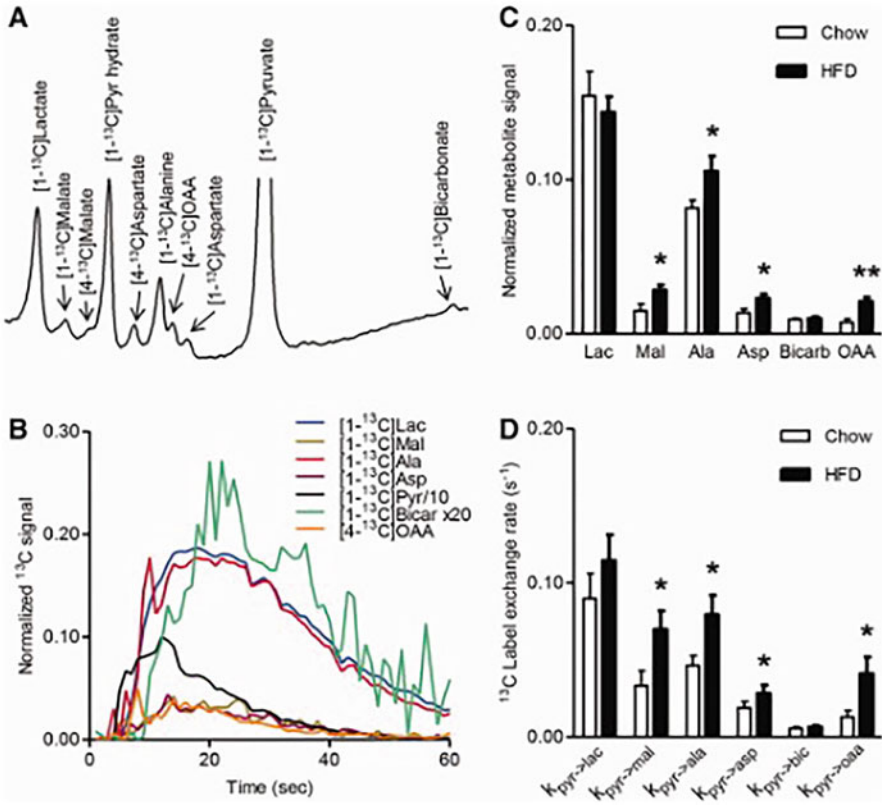 A
[1-¹³C]Lactate
[1-¹³C]Malate
[4-¹³C]Malate
[1-¹³C]Pyr hydrate
[4-¹³C]Aspartate
[1-¹³C]Alanine
[4-¹³C]OAA
[1-¹³C]Aspartate
[1-¹³C]Pyruvate
[1-¹³C]Bicarbonate
B
Normalized ¹³C signal
0.30
0.20
0.10
0.00
0
20
40
60
Time (sec)
[1-¹³C]Lac
[1-¹³C]Mal
[1-¹³C]Ala
[1-¹³C]Asp
[1-¹³C]Pyr/10
[1-¹³C]Bicar x20
[4-¹³C]OAA
C
Normalized metabolite signal
0.20
0.10
0.00
Chow
HFD
*
*
*
**
Lac Mal Ala Asp Bicarb OAA
D
¹³C Label exchange rate (s⁻¹)
0.20
0.10
0.00
Chow
HFD
*
*
*
*
kpyr->lac
kpyr->mal
kpyr->ala
kpyr->asp
kpyr->bic
kpyr->oaa